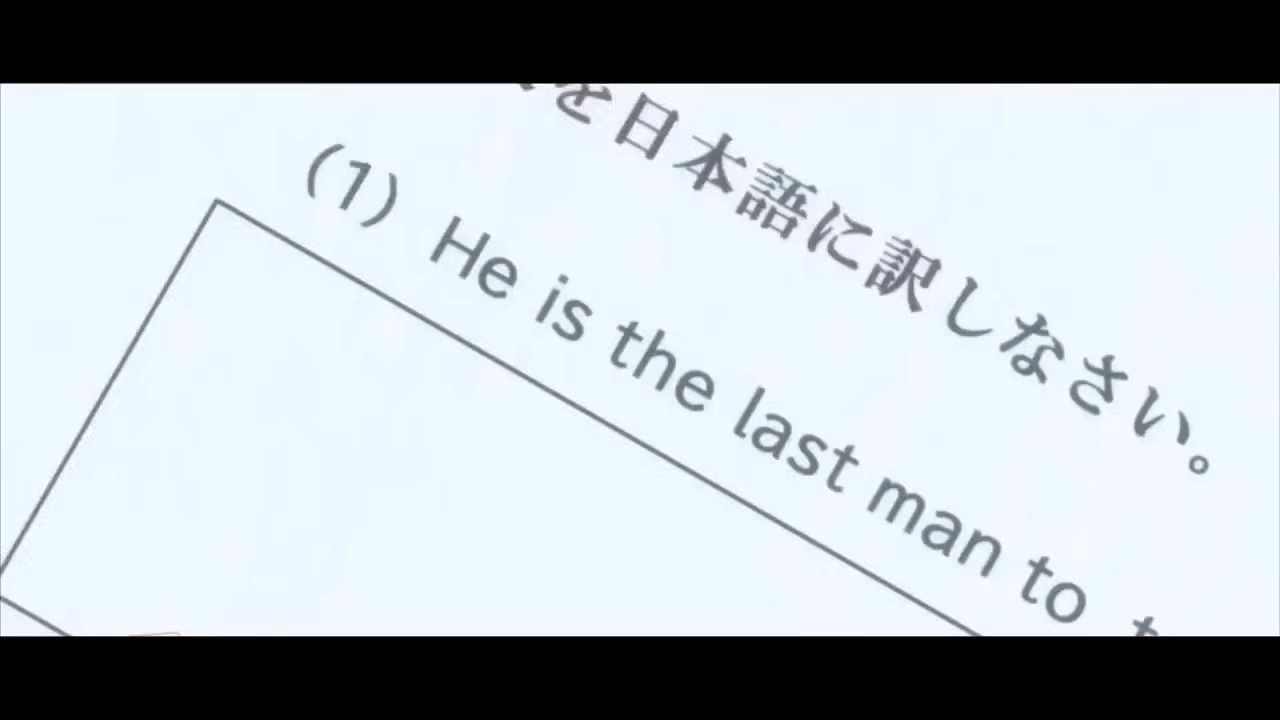 を日本語に訳しなさい。
(1) He is the last man to